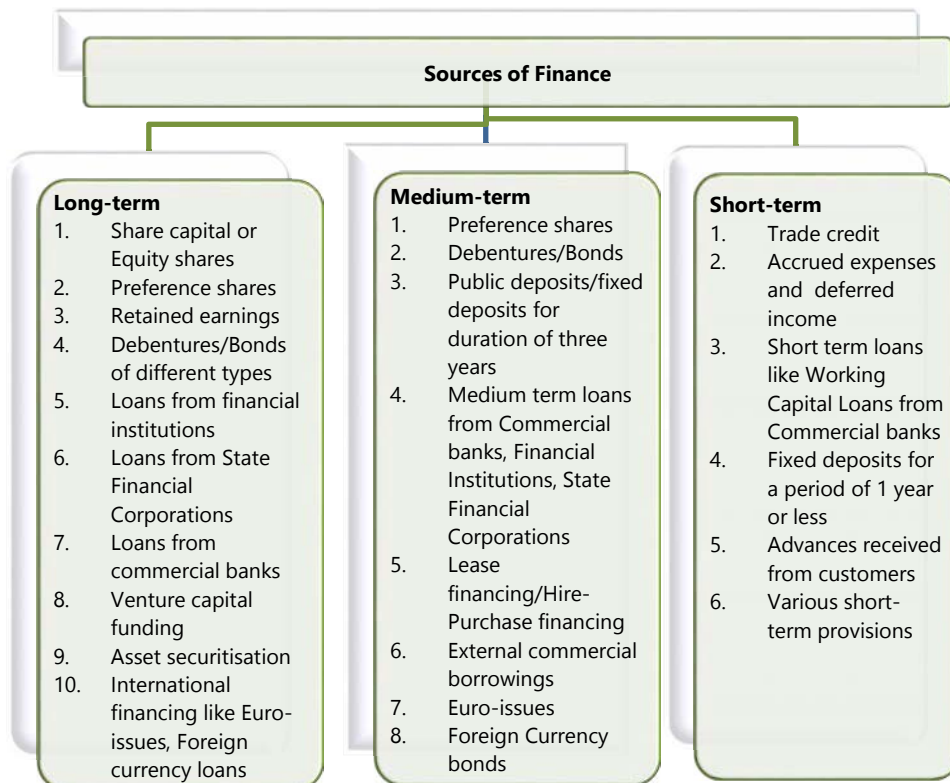 Sources of Finance
Long-term
1. Share capital or
Equity shares
2. Preference shares
3. Retained earnings
4. Debentures/Bonds
of different types
5. Loans from financial
institutions
6. Loans from State
Financial
Corporations
7. Loans from
commercial banks
8. Venture capital
funding
9. Asset securitisation
10. International
financing like Euro-
issues, Foreign
currency loans
Medium-term
1. Preference shares
2. Debentures/Bonds
3. Public deposits/fixed
deposits for
duration of three
years
4. Medium term loans
from Commercial
banks, Financial
Institutions, State
Financial
Corporations
5. Lease
financing/Hire-
Purchase financing
6. External commercial
borrowings
7. Euro-issues
8. Foreign Currency
bonds
Short-term
1. Trade credit
2. Accrued expenses
and deferred
income
3. Short term loans
like Working
Capital Loans from
Commercial banks
4. Fixed deposits for
a period of 1 year
or less
5. Advances received
from customers
6. Various short-
term provisions